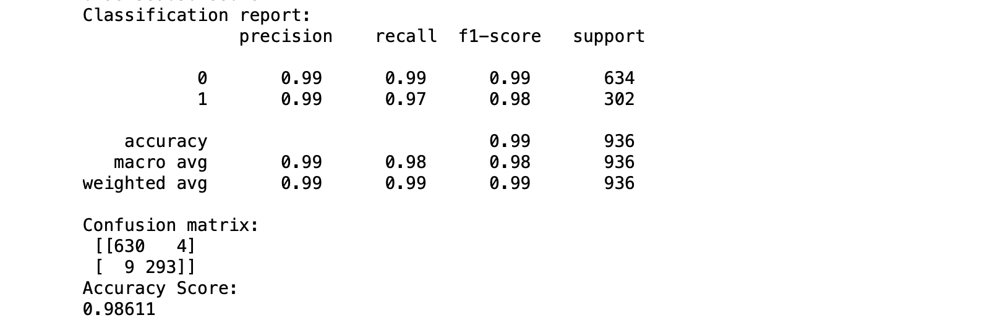 Classification report:
precision recall f1-score support
0 0.99 0.99 0.99 634
1 0.99 0.97 0.98 302
accuracy 0.99 936
macro avg 0.99 0.98 0.98 936
weighted avg 0.99 0.99 0.99 936
Confusion matrix:
[[630 4]
[ 9 293]]
Accuracy Score:
0.98611